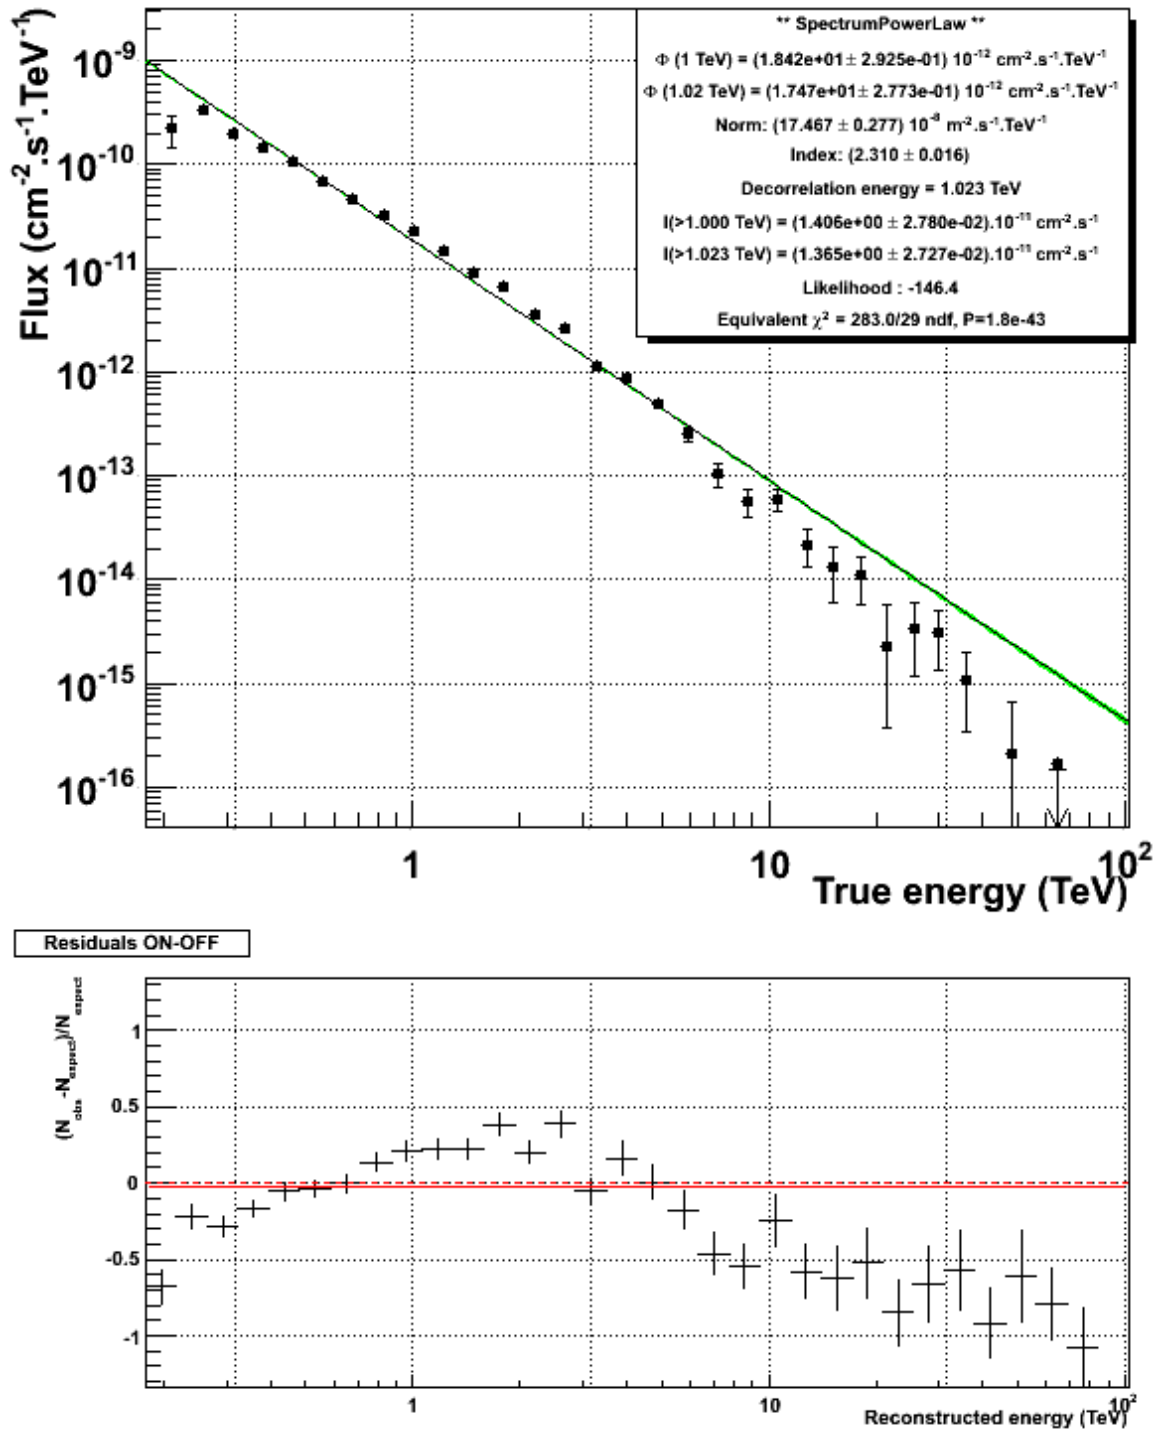 ** SpectrumPowerLaw **
Φ (1 TeV) = (1.842e+01 ± 2.925e-01) 10⁻¹² cm⁻².s⁻¹.TeV⁻¹
Φ (1.02 TeV) = (1.747e+01 ± 2.773e-01) 10⁻¹² cm⁻².s⁻¹.TeV⁻¹
Norm: (17.467 ± 0.277) 10⁻⁸ m⁻².s⁻¹.TeV⁻¹
Index: (2.310 ± 0.016)
Decorrelation energy = 1.023 TeV
I(>1.000 TeV) = (1.406e+00 ± 2.780e-02).10⁻¹¹ cm⁻².s⁻¹
I(>1.023 TeV) = (1.365e+00 ± 2.727e-02).10⁻¹¹ cm⁻².s⁻¹
Likelihood : -146.4
Equivalent χ² = 283.0/29 ndf, P=1.8e-43
Flux (cm⁻².s⁻¹.TeV⁻¹)
10⁻⁹
10⁻¹⁰
10⁻¹¹
10⁻¹²
10⁻¹³
10⁻¹⁴
10⁻¹⁵
10⁻¹⁶
1 10 10²
True energy (TeV)
Residuals ON-OFF
(N_obs -N_expect)/N_expect
1
0.5
0
-0.5
-1
1 10 10²
Reconstructed energy (TeV)